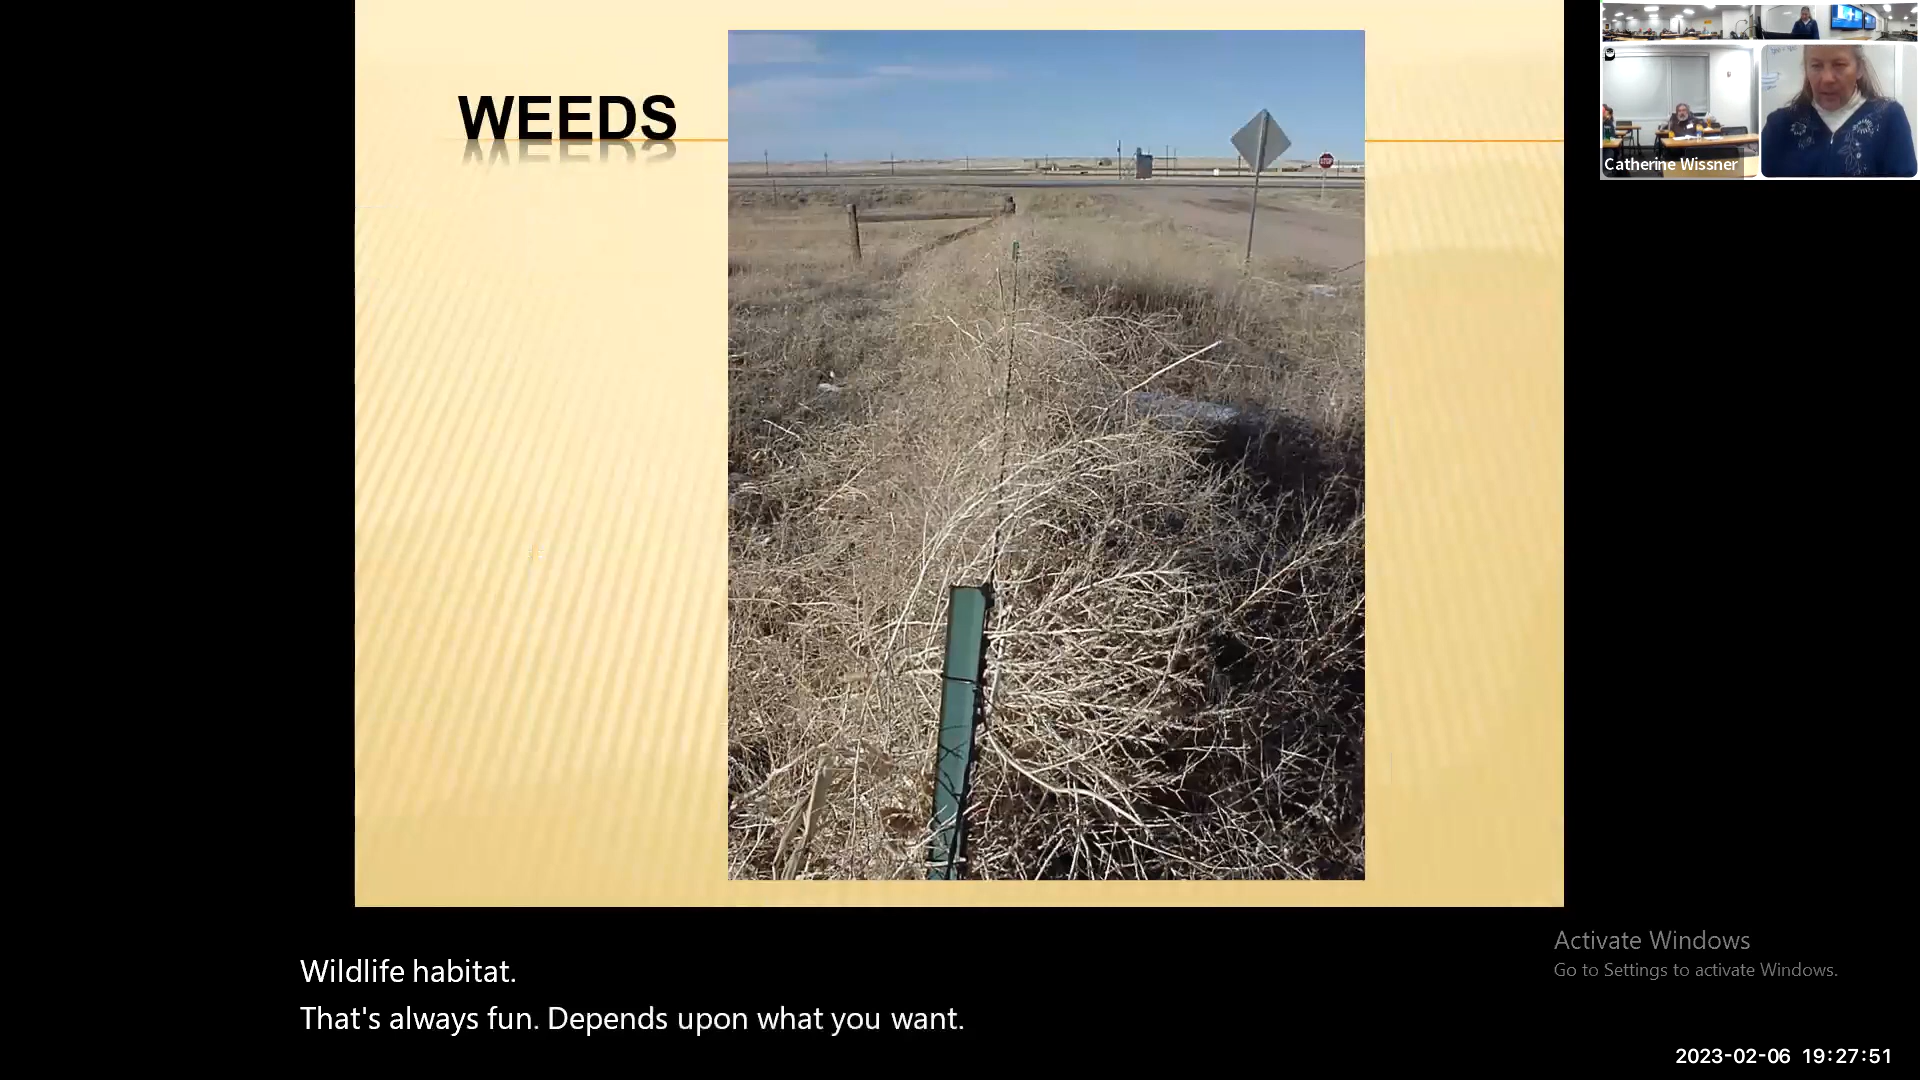 WEEDS
STOP
Catherine Wissner
Wildlife habitat.
That's always fun. Depends upon what you want.
Activate Windows
Go to Settings to activate Windows.
2023-02-06 19:27:51